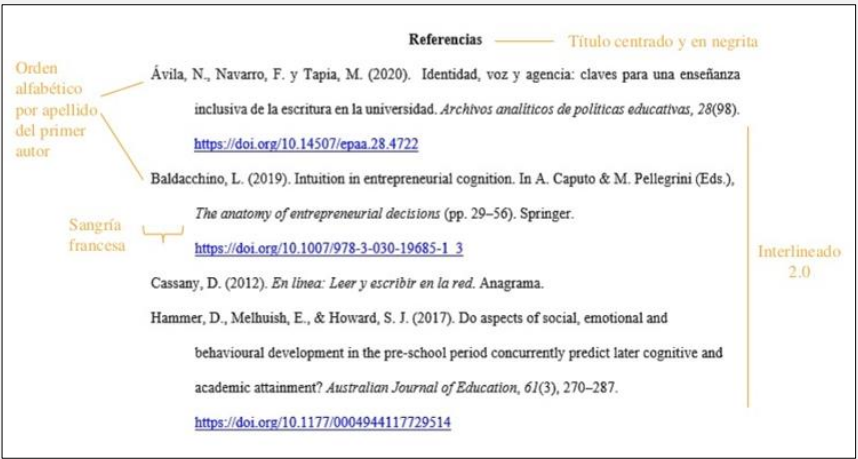 Referencias
Título centrado y en negrita
Orden
alfabético
por apellido
del primer
autor
Ávila, N., Navarro, F. y Tapia, M. (2020). Identidad, voz y agencia: claves para una enseñanza
inclusiva de la escritura en la universidad. Archivos analíticos de políticas educativas, 28(98).
https://doi.org/10.14507/epaa.28.4722
Baldacchino, L. (2019). Intuition in entrepreneurial cognition. In A. Caputo & M. Pellegrini (Eds.),
The anatomy of entrepreneurial decisions (pp. 29–56). Springer.
https://doi.org/10.1007/978-3-030-19685-1_3
Sangría
francesa
Interlineado
2.0
Cassany, D. (2012). En línea: Leer y escribir en la red. Anagrama.
Hammer, D., Melhuish, E., & Howard, S. J. (2017). Do aspects of social, emotional and
behavioural development in the pre-school period concurrently predict later cognitive and
academic attainment? Australian Journal of Education, 61(3), 270–287.
https://doi.org/10.1177/0004944117729514